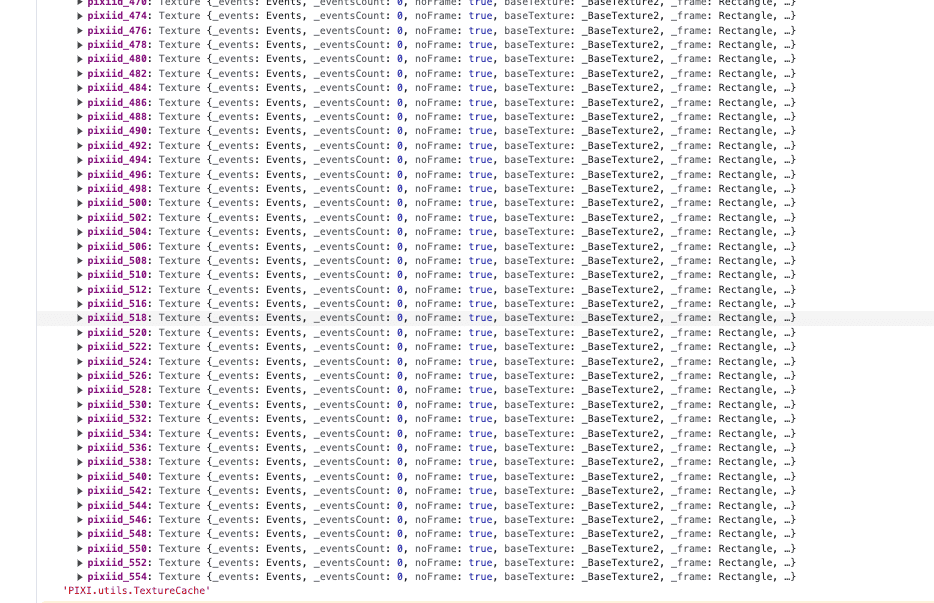 pixiid_470: Texture {_events: Events, _eventsCount: 0, noFrame: true, baseTexture: _BaseTexture2, _frame: Rectangle, …}
pixiid_474: Texture {_events: Events, _eventsCount: 0, noFrame: true, baseTexture: _BaseTexture2, _frame: Rectangle, …}
pixiid_476: Texture {_events: Events, _eventsCount: 0, noFrame: true, baseTexture: _BaseTexture2, _frame: Rectangle, …}
pixiid_478: Texture {_events: Events, _eventsCount: 0, noFrame: true, baseTexture: _BaseTexture2, _frame: Rectangle, …}
pixiid_480: Texture {_events: Events, _eventsCount: 0, noFrame: true, baseTexture: _BaseTexture2, _frame: Rectangle, …}
pixiid_482: Texture {_events: Events, _eventsCount: 0, noFrame: true, baseTexture: _BaseTexture2, _frame: Rectangle, …}
pixiid_484: Texture {_events: Events, _eventsCount: 0, noFrame: true, baseTexture: _BaseTexture2, _frame: Rectangle, …}
pixiid_486: Texture {_events: Events, _eventsCount: 0, noFrame: true, baseTexture: _BaseTexture2, _frame: Rectangle, …}
pixiid_488: Texture {_events: Events, _eventsCount: 0, noFrame: true, baseTexture: _BaseTexture2, _frame: Rectangle, …}
pixiid_490: Texture {_events: Events, _eventsCount: 0, noFrame: true, baseTexture: _BaseTexture2, _frame: Rectangle, …}
pixiid_492: Texture {_events: Events, _eventsCount: 0, noFrame: true, baseTexture: _BaseTexture2, _frame: Rectangle, …}
pixiid_494: Texture {_events: Events, _eventsCount: 0, noFrame: true, baseTexture: _BaseTexture2, _frame: Rectangle, …}
pixiid_496: Texture {_events: Events, _eventsCount: 0, noFrame: true, baseTexture: _BaseTexture2, _frame: Rectangle, …}
pixiid_498: Texture {_events: Events, _eventsCount: 0, noFrame: true, baseTexture: _BaseTexture2, _frame: Rectangle, …}
pixiid_500: Texture {_events: Events, _eventsCount: 0, noFrame: true, baseTexture: _BaseTexture2, _frame: Rectangle, …}
pixiid_502: Texture {_events: Events, _eventsCount: 0, noFrame: true, baseTexture: _BaseTexture2, _frame: Rectangle, …}
pixiid_504: Texture {_events: Events, _eventsCount: 0, noFrame: true, baseTexture: _BaseTexture2, _frame: Rectangle, …}
pixiid_506: Texture {_events: Events, _eventsCount: 0, noFrame: true, baseTexture: _BaseTexture2, _frame: Rectangle, …}
pixiid_508: Texture {_events: Events, _eventsCount: 0, noFrame: true, baseTexture: _BaseTexture2, _frame: Rectangle, …}
pixiid_510: Texture {_events: Events, _eventsCount: 0, noFrame: true, baseTexture: _BaseTexture2, _frame: Rectangle, …}
pixiid_512: Texture {_events: Events, _eventsCount: 0, noFrame: true, baseTexture: _BaseTexture2, _frame: Rectangle, …}
pixiid_516: Texture {_events: Events, _eventsCount: 0, noFrame: true, baseTexture: _BaseTexture2, _frame: Rectangle, …}
pixiid_518: Texture {_events: Events, _eventsCount: 0, noFrame: true, baseTexture: _BaseTexture2, _frame: Rectangle, …}
pixiid_520: Texture {_events: Events, _eventsCount: 0, noFrame: true, baseTexture: _BaseTexture2, _frame: Rectangle, …}
pixiid_522: Texture {_events: Events, _eventsCount: 0, noFrame: true, baseTexture: _BaseTexture2, _frame: Rectangle, …}
pixiid_524: Texture {_events: Events, _eventsCount: 0, noFrame: true, baseTexture: _BaseTexture2, _frame: Rectangle, …}
pixiid_526: Texture {_events: Events, _eventsCount: 0, noFrame: true, baseTexture: _BaseTexture2, _frame: Rectangle, …}
pixiid_528: Texture {_events: Events, _eventsCount: 0, noFrame: true, baseTexture: _BaseTexture2, _frame: Rectangle, …}
pixiid_530: Texture {_events: Events, _eventsCount: 0, noFrame: true, baseTexture: _BaseTexture2, _frame: Rectangle, …}
pixiid_532: Texture {_events: Events, _eventsCount: 0, noFrame: true, baseTexture: _BaseTexture2, _frame: Rectangle, …}
pixiid_534: Texture {_events: Events, _eventsCount: 0, noFrame: true, baseTexture: _BaseTexture2, _frame: Rectangle, …}
pixiid_536: Texture {_events: Events, _eventsCount: 0, noFrame: true, baseTexture: _BaseTexture2, _frame: Rectangle, …}
pixiid_538: Texture {_events: Events, _eventsCount: 0, noFrame: true, baseTexture: _BaseTexture2, _frame: Rectangle, …}
pixiid_540: Texture {_events: Events, _eventsCount: 0, noFrame: true, baseTexture: _BaseTexture2, _frame: Rectangle, …}
pixiid_542: Texture {_events: Events, _eventsCount: 0, noFrame: true, baseTexture: _BaseTexture2, _frame: Rectangle, …}
pixiid_544: Texture {_events: Events, _eventsCount: 0, noFrame: true, baseTexture: _BaseTexture2, _frame: Rectangle, …}
pixiid_546: Texture {_events: Events, _eventsCount: 0, noFrame: true, baseTexture: _BaseTexture2, _frame: Rectangle, …}
pixiid_548: Texture {_events: Events, _eventsCount: 0, noFrame: true, baseTexture: _BaseTexture2, _frame: Rectangle, …}
pixiid_550: Texture {_events: Events, _eventsCount: 0, noFrame: true, baseTexture: _BaseTexture2, _frame: Rectangle, …}
pixiid_552: Texture {_events: Events, _eventsCount: 0, noFrame: true, baseTexture: _BaseTexture2, _frame: Rectangle, …}
pixiid_554: Texture {_events: Events, _eventsCount: 0, noFrame: true, baseTexture: _BaseTexture2, _frame: Rectangle, …}
'PIXI.utils.TextureCache'